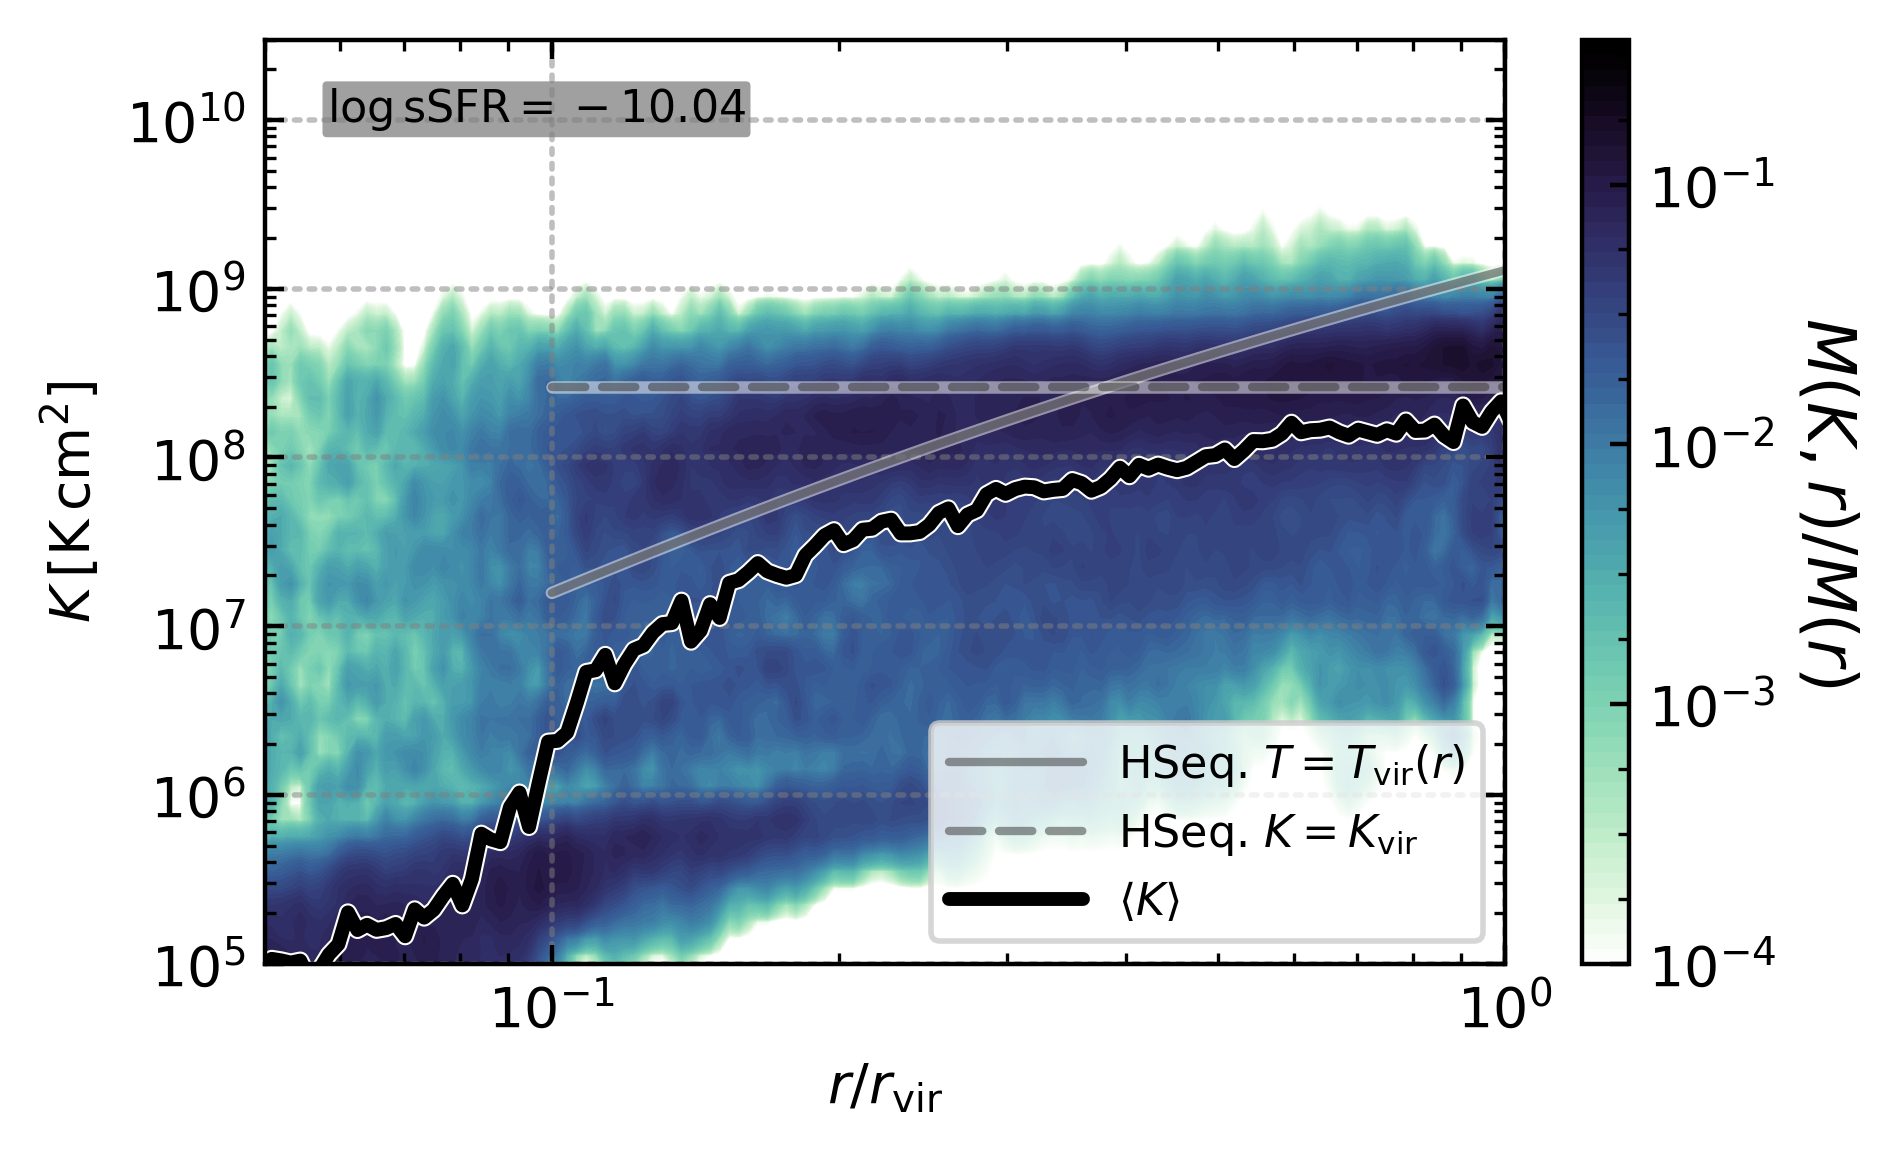 log sSFR = −10.04
10¹⁰
10⁹
10⁸
10⁷
10⁶
10⁵
K [K cm²]
10⁻¹
10⁰
r/r_vir
HSeq. T = T_vir(r)
HSeq. K = K_vir
⟨K⟩
10⁻¹
10⁻²
10⁻³
10⁻⁴
M(K, r)/M(r)